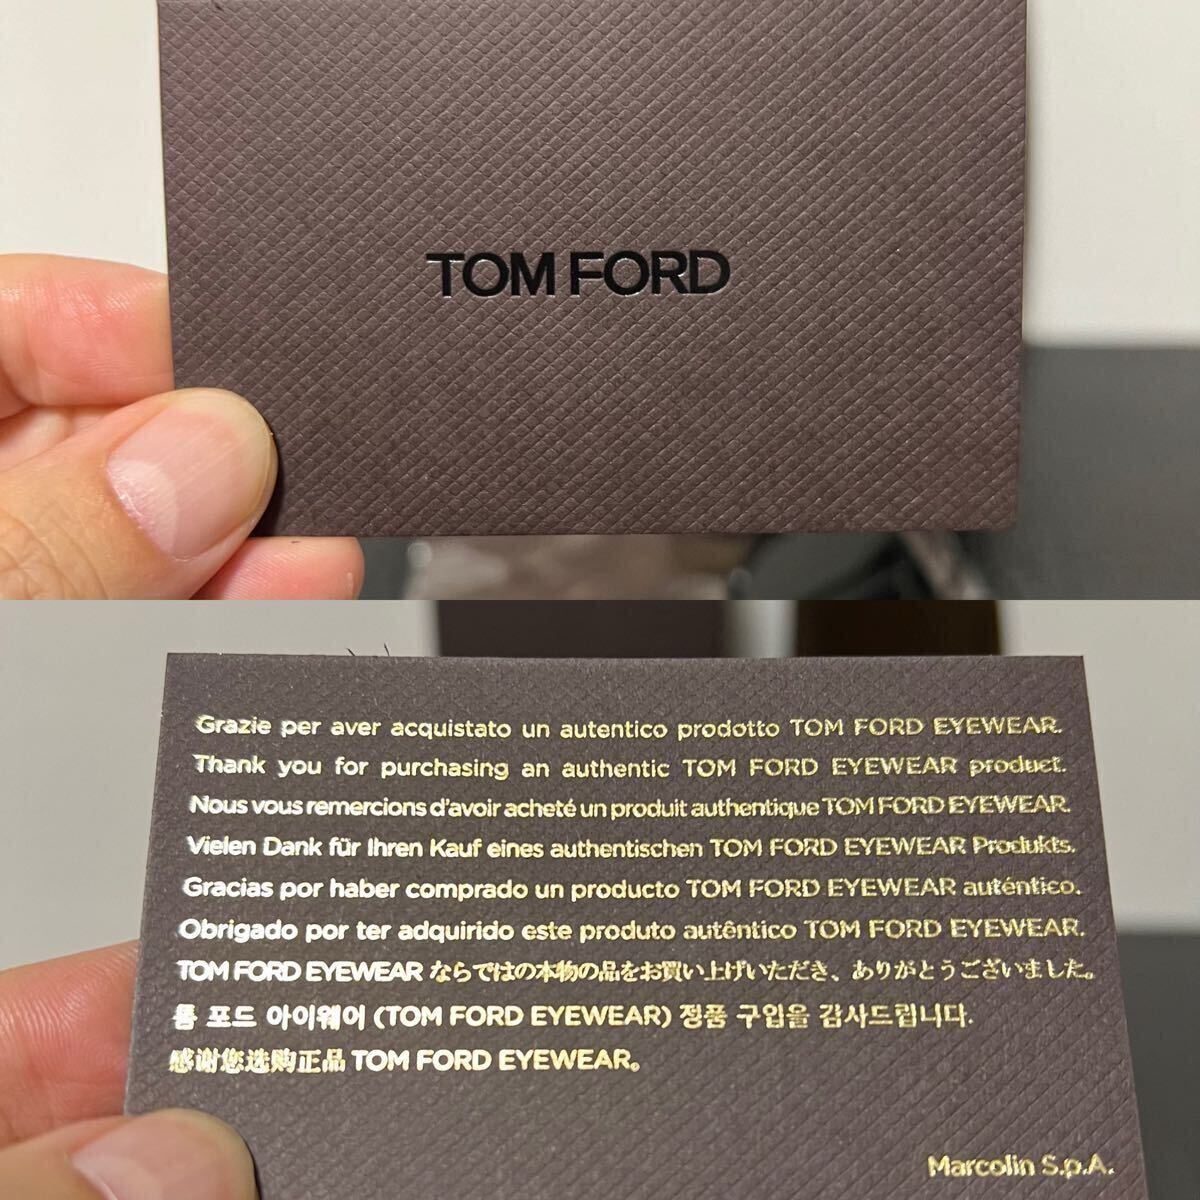 TOM FORD
Grazie per aver acquistato un autentico prodotto TOM FORD EYEWEAR.
Thank you for purchasing an authentic TOM FORD EYEWEAR product.
Nous vous remercions d'avoir acheté un produit authentique TOM FORD EYEWEAR.
Vielen Dank für Ihren Kauf eines authentischen TOM FORD EYEWEAR Produkts.
Gracias por haber comprado un producto TOM FORD EYEWEAR auténtico.
Obrigado por ter adquirido este produto autêntico TOM FORD EYEWEAR.
TOM FORD EYEWEAR ならではの本物の品をお買い上げいただき、ありがとうございました。
톰 포드 아이웨어 (TOM FORD EYEWEAR) 정품 구입을 감사드립니다.
感谢您选购正品 TOM FORD EYEWEAR。
Marcolin S.p.A.